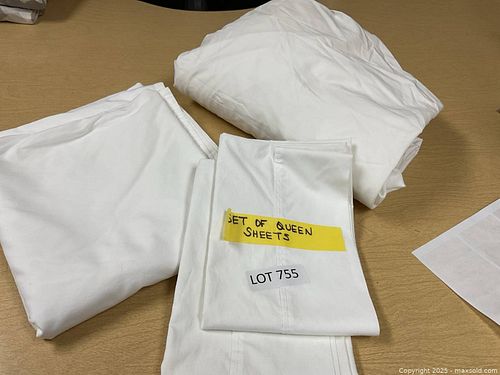 SET OF QUEEN
SHEETS
LOT 755
Copyright 2025 - maxsold.com